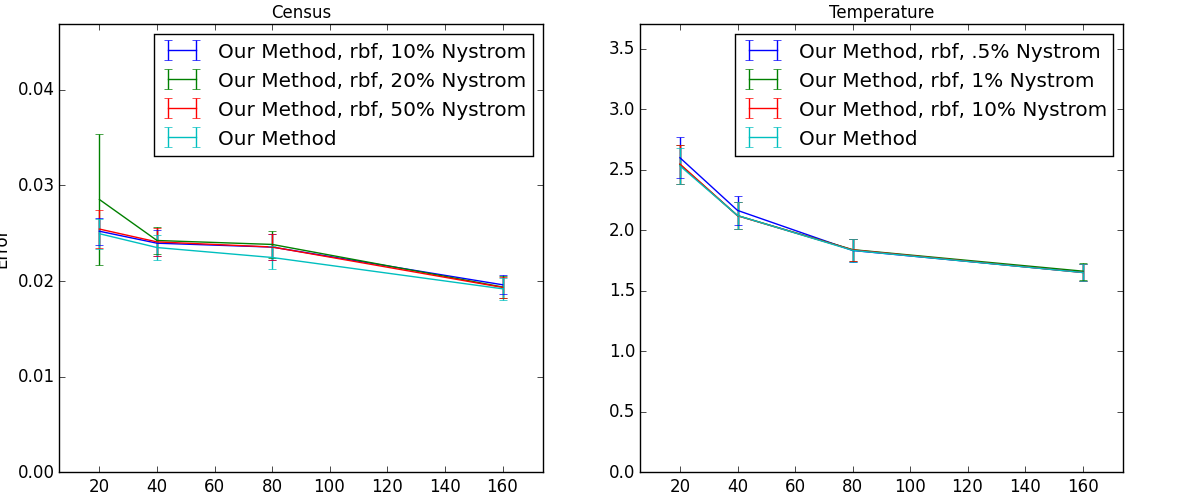 Census
Error
0.04
0.03
0.02
0.01
0.00
Our Method, rbf, 10% Nystrom
Our Method, rbf, 20% Nystrom
Our Method, rbf, 50% Nystrom
Our Method
20 40 60 80 100 120 140 160
Temperature
3.5
3.0
2.5
2.0
1.5
1.0
0.5
0.0
Our Method, rbf, .5% Nystrom
Our Method, rbf, 1% Nystrom
Our Method, rbf, 10% Nystrom
Our Method
20 40 60 80 100 120 140 160